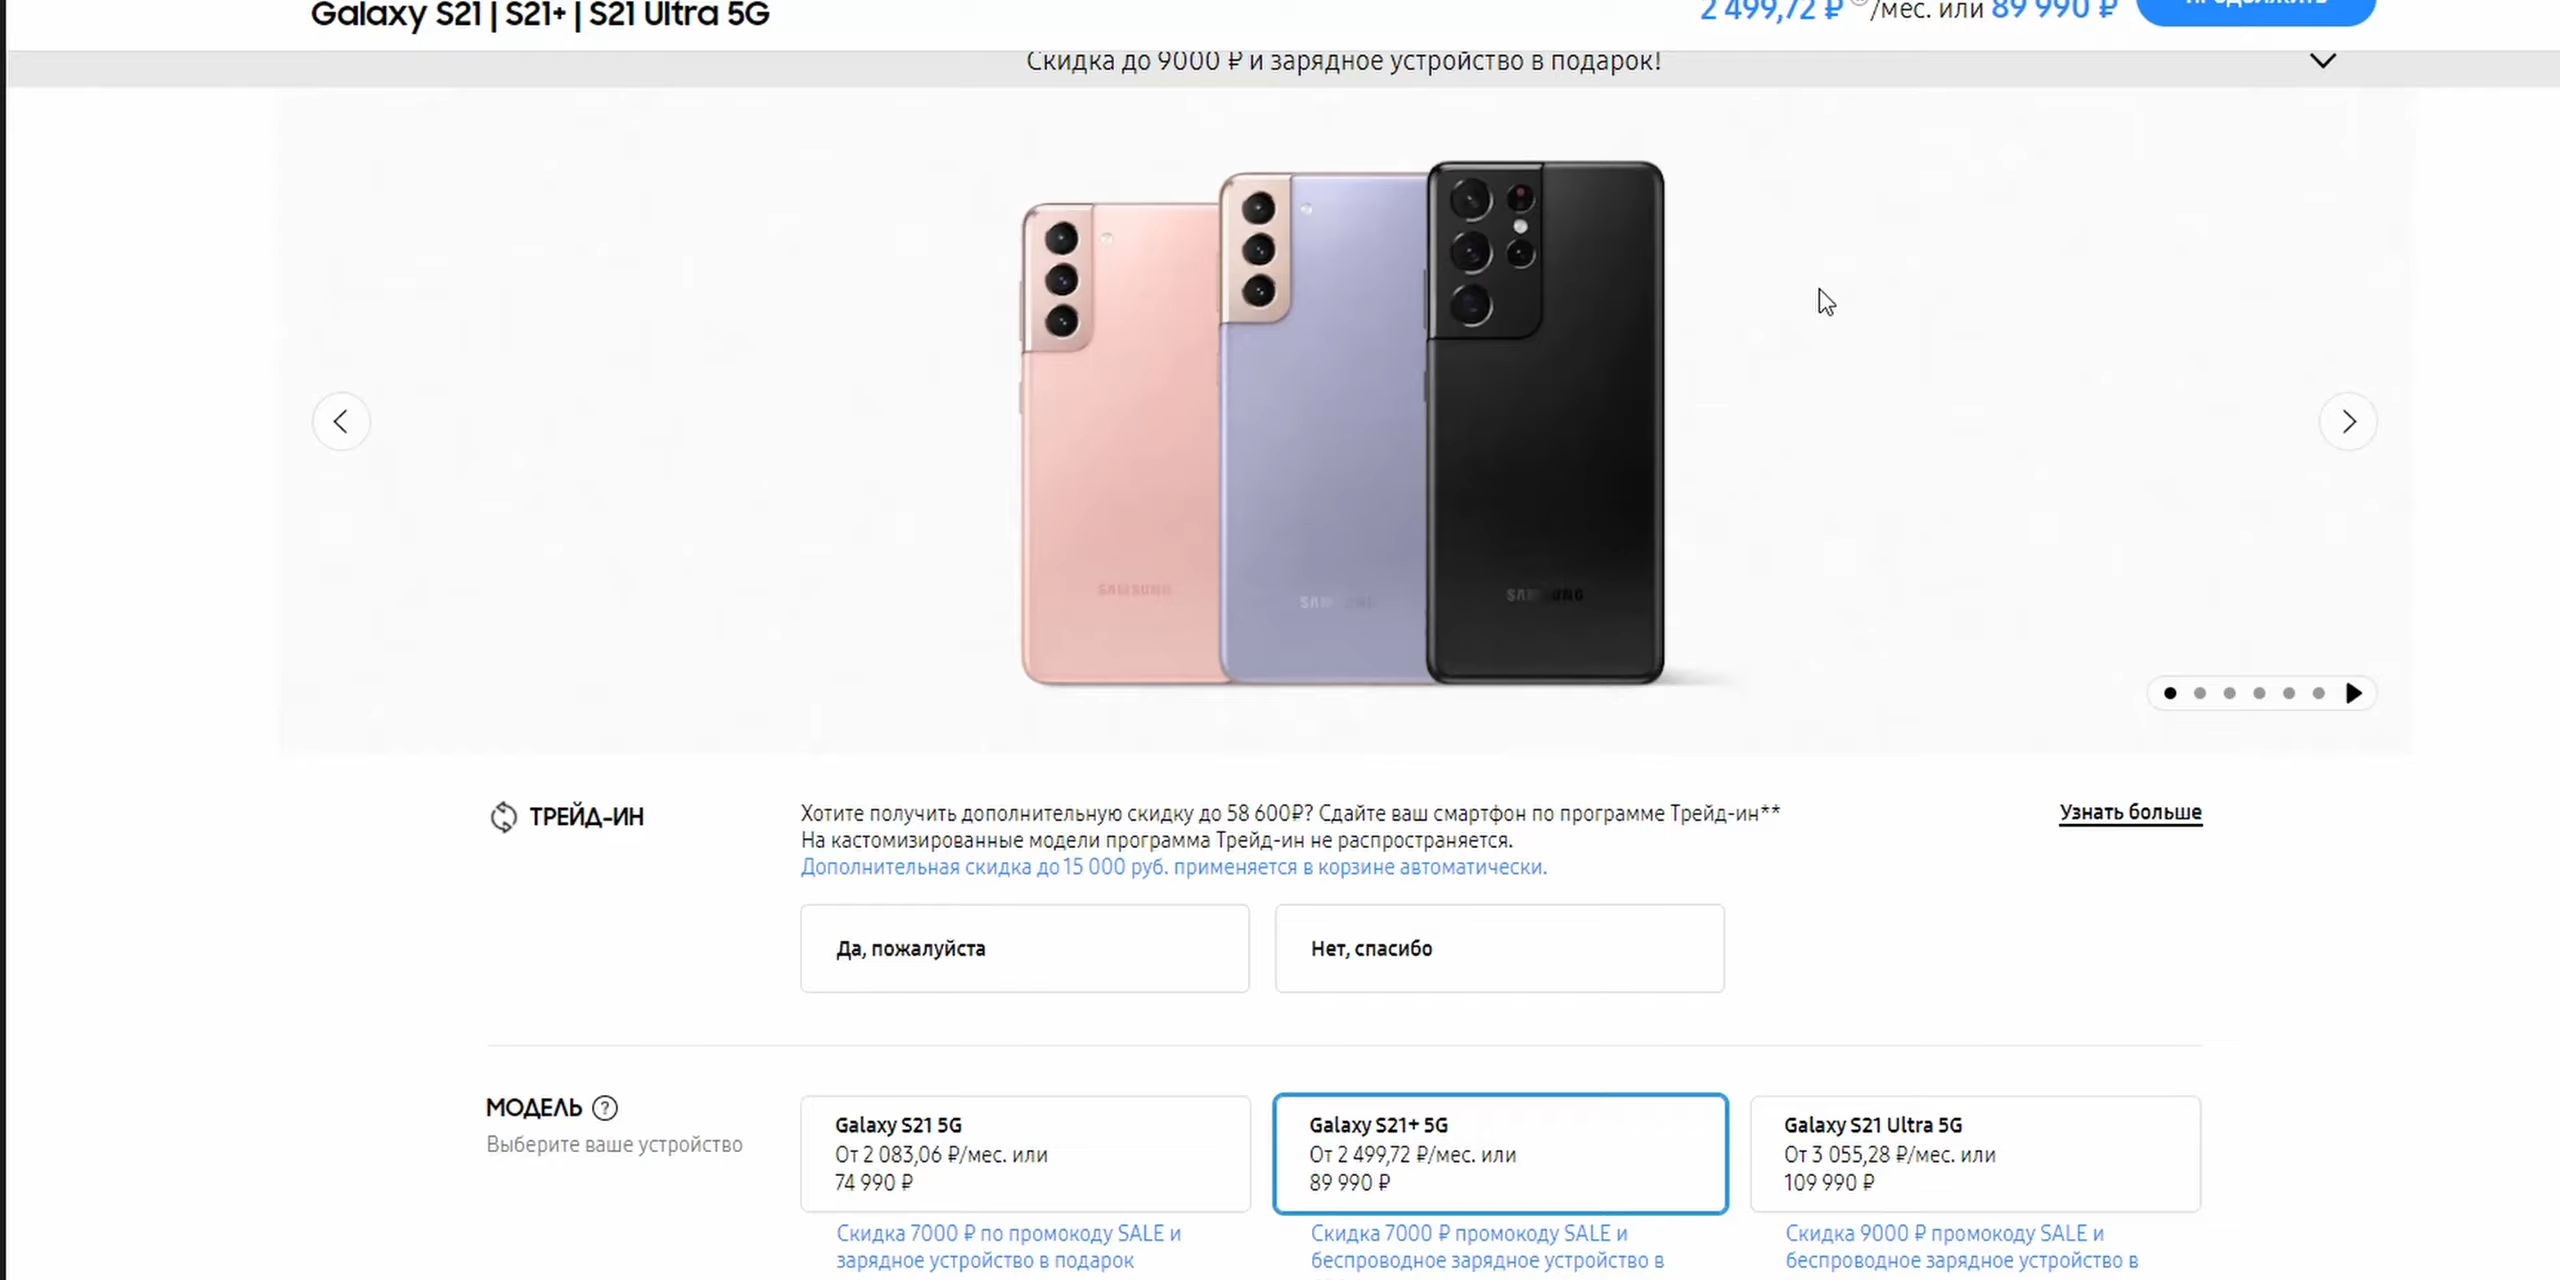 Galaxy S21 | S21+ | S21 Ultra 5G
2 499,72 ₽ /мес. или 89 990 ₽
ПРОДОЛЖИТЬ
Скидка до 9000 ₽ и зарядное устройство в подарок!
SAMSUNG
SAMSUNG
SAMSUNG
ТРЕЙД-ИН
Хотите получить дополнительную скидку до 58 600₽? Сдайте ваш смартфон по программе Трейд-ин**
Узнать больше
На кастомизированные модели программа Трейд-ин не распространяется.
Дополнительная скидка до 15 000 руб. применяется в корзине автоматически.
Да, пожалуйста
Нет, спасибо
МОДЕЛЬ ?
Выберите ваше устройство
Galaxy S21 5G
От 2 083,06 ₽/мес. или
74 990 ₽
Скидка 7000 ₽ по промокоду SALE и
зарядное устройство в подарок
Galaxy S21+ 5G
От 2 499,72 ₽/мес. или
89 990 ₽
Скидка 7000 ₽ промокоду SALE и
беспроводное зарядное устройство в
Galaxy S21 Ultra 5G
От 3 055,28 ₽/мес. или
109 990 ₽
Скидка 9000 ₽ промокоду SALE и
беспроводное зарядное устройство в